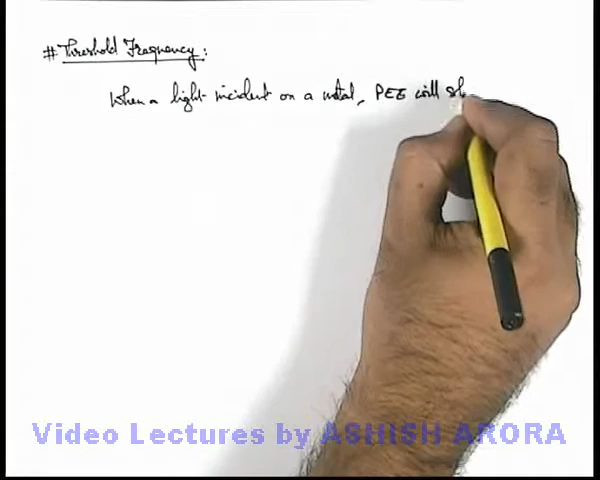 # Threshold Frequency :
When a light incident on a metal, PEE will
Video Lectures by ASHISH ARORA